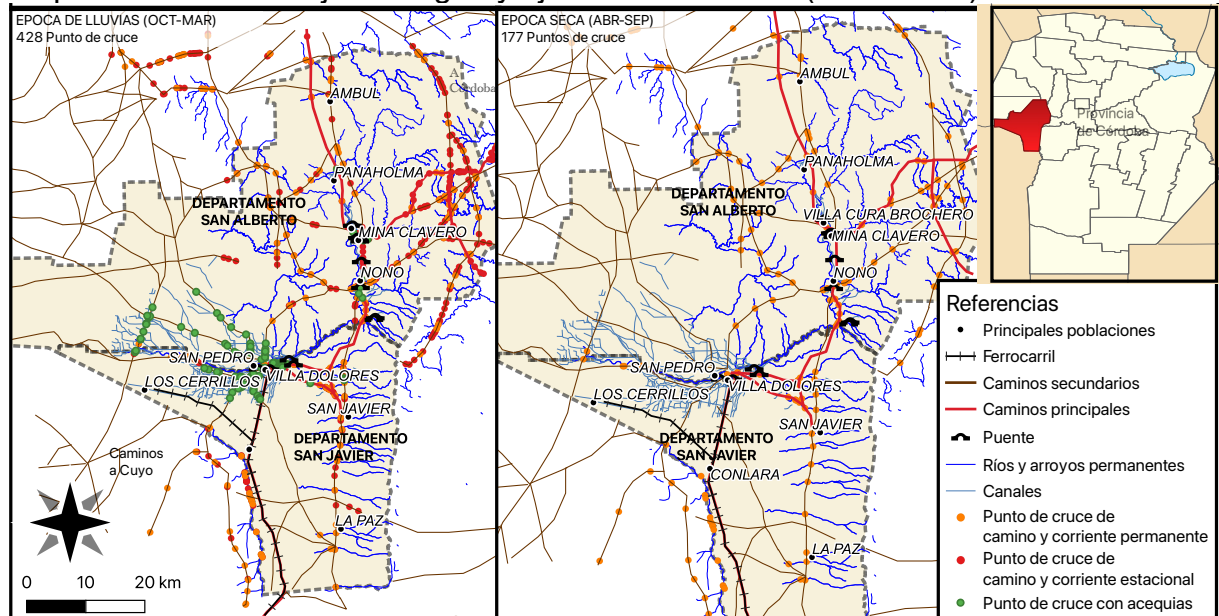 EPOCA DE LLUVIAS (OCT-MAR)
428 Punto de cruce
A
Córdoba
AMBUL
PANAHOLMA
DEPARTAMENTO
SAN ALBERTO
MINA CLAVERO
NONO
SAN PEDRO
VILLA DOLORES
LOS CERRILLOS
SAN JAVIER
DEPARTAMENTO
SAN JAVIER
Caminos
a Cuyo
LA PAZ
0 10 20 km
EPOCA SECA (ABR-SEP)
177 Puntos de cruce
AMBUL
PANAHOLMA
DEPARTAMENTO
SAN ALBERTO
VILLA CURA BROCHERO
MINA CLAVERO
NONO
SAN PEDRO
VILLA DOLORES
LOS CERRILLOS
SAN JAVIER
DEPARTAMENTO
SAN JAVIER
CONLARA
LA PAZ
Provincia
de Córdoba
Referencias
Principales poblaciones
Ferrocarril
Caminos secundarios
Caminos principales
Puente
Ríos y arroyos permanentes
Canales
Punto de cruce de
camino y corriente permanente
Punto de cruce de
camino y corriente estacional
Punto de cruce con acequias